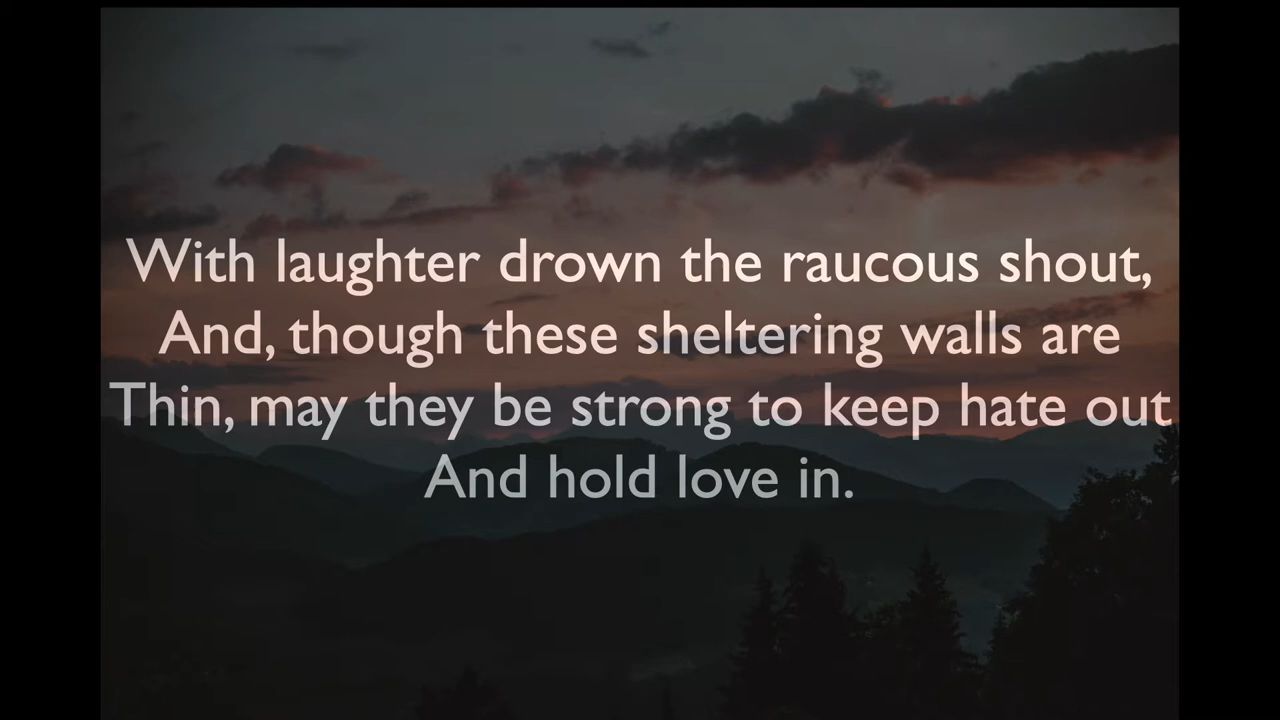 With laughter drown the raucous shout,
And, though these sheltering walls are
Thin, may they be strong to keep hate out
And hold love in.